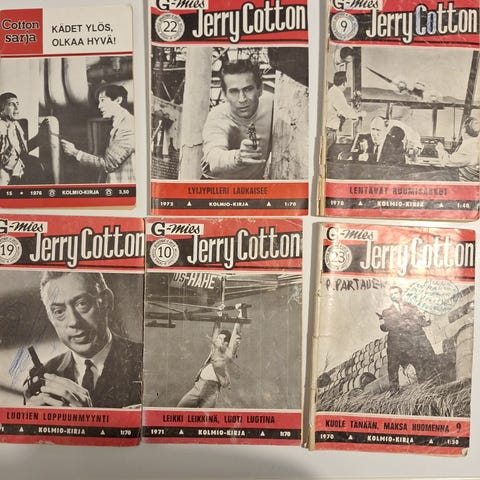 Cotton
sarja
KÄDET YLÖS,
OLKAA HYVÄ!
15 • 1976 KOLMIO-KIRJA 3,50
G-mies
22 Jerry Cotton
LYIJYPILLERI LAUKAISEE
1972 ▲ KOLMIO-KIRJA ▲ 1:70
G-mies
9 Jerry Cotton
LENTÄVÄT RUUMISARKUT
1970 ▲ KOLMIO-KIRJA ▲ 1:40
G-mies
19 Jerry Cotton
LUOTIEN LOPPUUNMYYNTI
1 ▲ KOLMIO-KIRJA ▲ 1:70
G-mies
10 Jerry Cotton
LEIKKI LEIKKINÄ, LUOTI LUOTINA
1971 ▲ KOLMIO-KIRJA ▲ 1:70
G-mies
23 Jerry Cotton
KUOLE TÄNÄÄN, MAKSA HUOMENNA 9
1970 ▲ KOLMIO-KIRJA ▲ 1:50